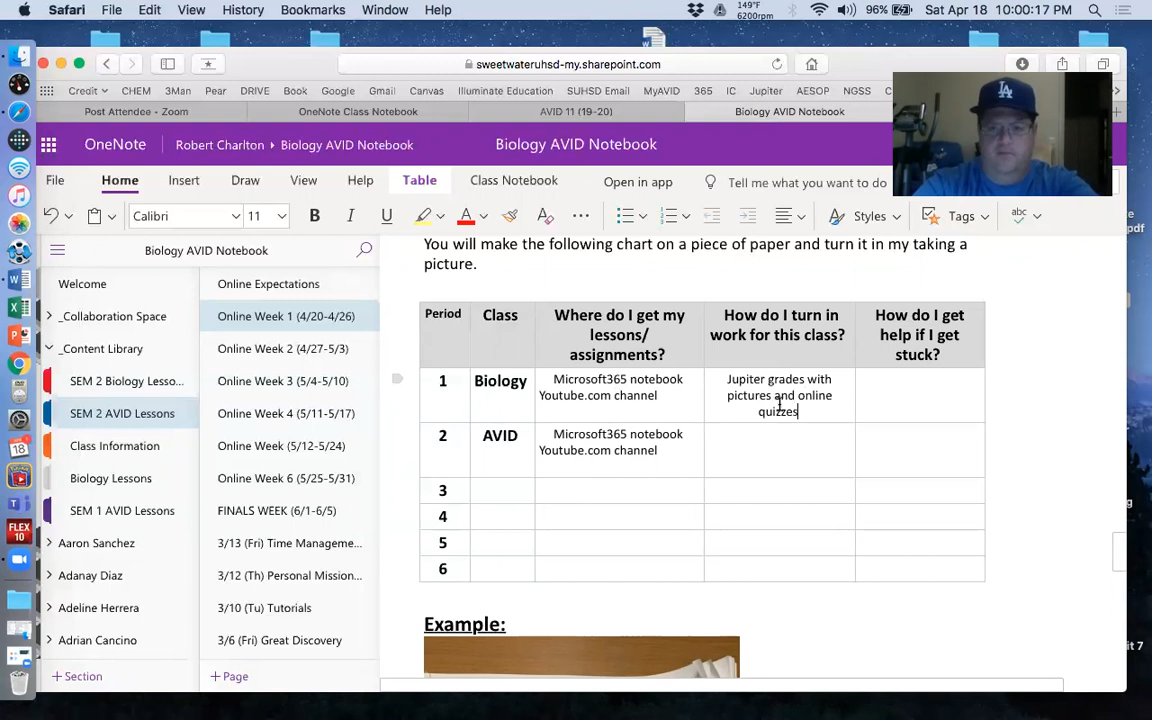 Safari File Edit View History Bookmarks Window Help 149°F 6200rpm 96% Sat Apr 18 10:00:17 PM
sweetwateruhsd-my.sharepoint.com
Creative CHEM 3Man Pear DRIVE Book Google Gmail Canvas Illuminate Education SUHSD Email MyAVID 365 IC Jupiter AESOP NGSS
Post Attendee - Zoom OneNote Class Notebook AVID 11 (19-20) Biology AVID Notebook
OneNote Robert Charlton Biology AVID Notebook Biology AVID Notebook
File Home Insert Draw View Help Table Class Notebook Open in app Tell me what you want to do
Calibri 11 B I U A Styles Tags abc
Biology AVID Notebook
Welcome
_Collaboration Space
_Content Library
SEM 2 Biology Lesso...
SEM 2 AVID Lessons
Class Information
Biology Lessons
SEM 1 AVID Lessons
Aaron Sanchez
Adanay Diaz
Adeline Herrera
Adrian Cancino
+ Section
Online Expectations
Online Week 1 (4/20-4/26)
Online Week 2 (4/27-5/3)
Online Week 3 (5/4-5/10)
Online Week 4 (5/11-5/17)
Online Week 5 (5/12-5/24)
Online Week 6 (5/25-5/31)
FINALS WEEK (6/1-6/5)
3/13 (Fri) Time Manageme...
3/12 (Th) Personal Mission...
3/10 (Tu) Tutorials
3/6 (Fri) Great Discovery
+ Page
You will make the following chart on a piece of paper and turn it in my taking a
picture.
Period Class Where do I get my
lessons/
assignments?
How do I turn in
work for this class?
How do I get
help if I get
stuck?
1 Biology Microsoft365 notebook
Youtube.com channel
Jupiter grades with
pictures and online
quizzes
2 AVID Microsoft365 notebook
Youtube.com channel
3
4
5
6
Example:
FLEX
10
pdf
it 7